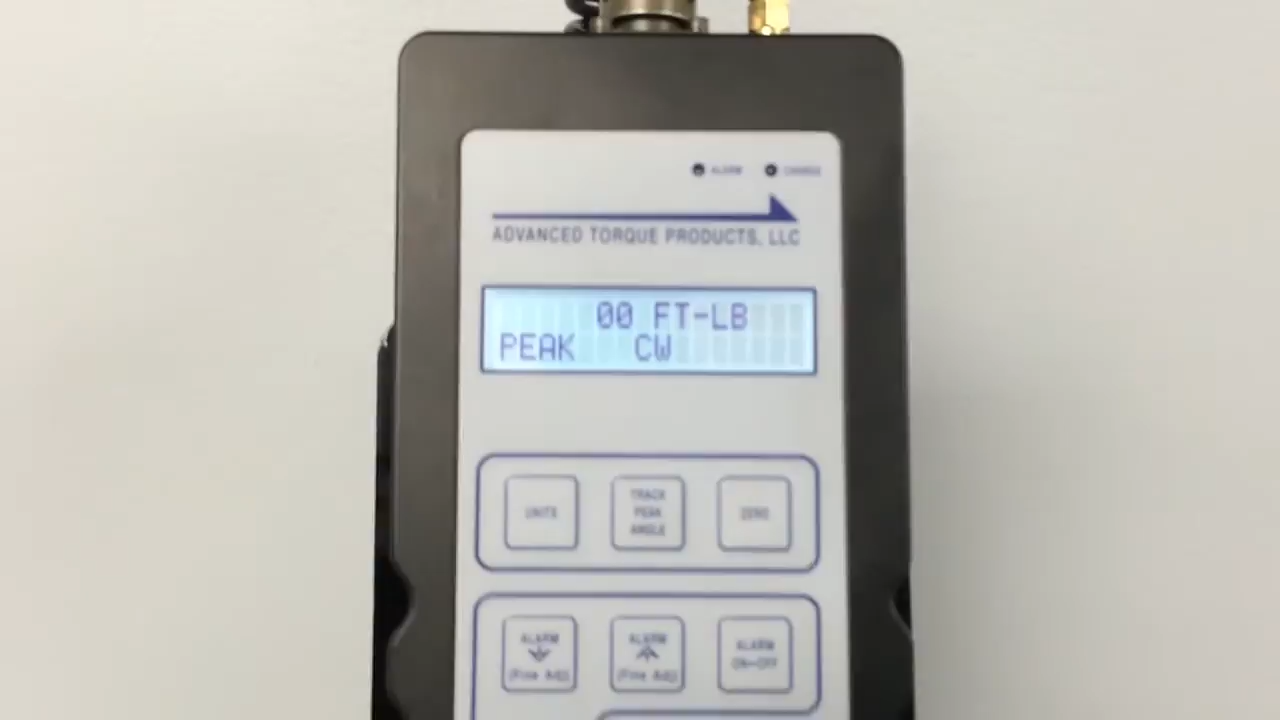 ALARM CHARGE
ADVANCED TORQUE PRODUCTS, LLC
00 FT-LB
PEAK CW
UNITS
TRACK
PEAK
ANGLE
ZERO
ALARM
(Fine Adj)
ALARM
(Fine Adj)
ALARM
ON-OFF